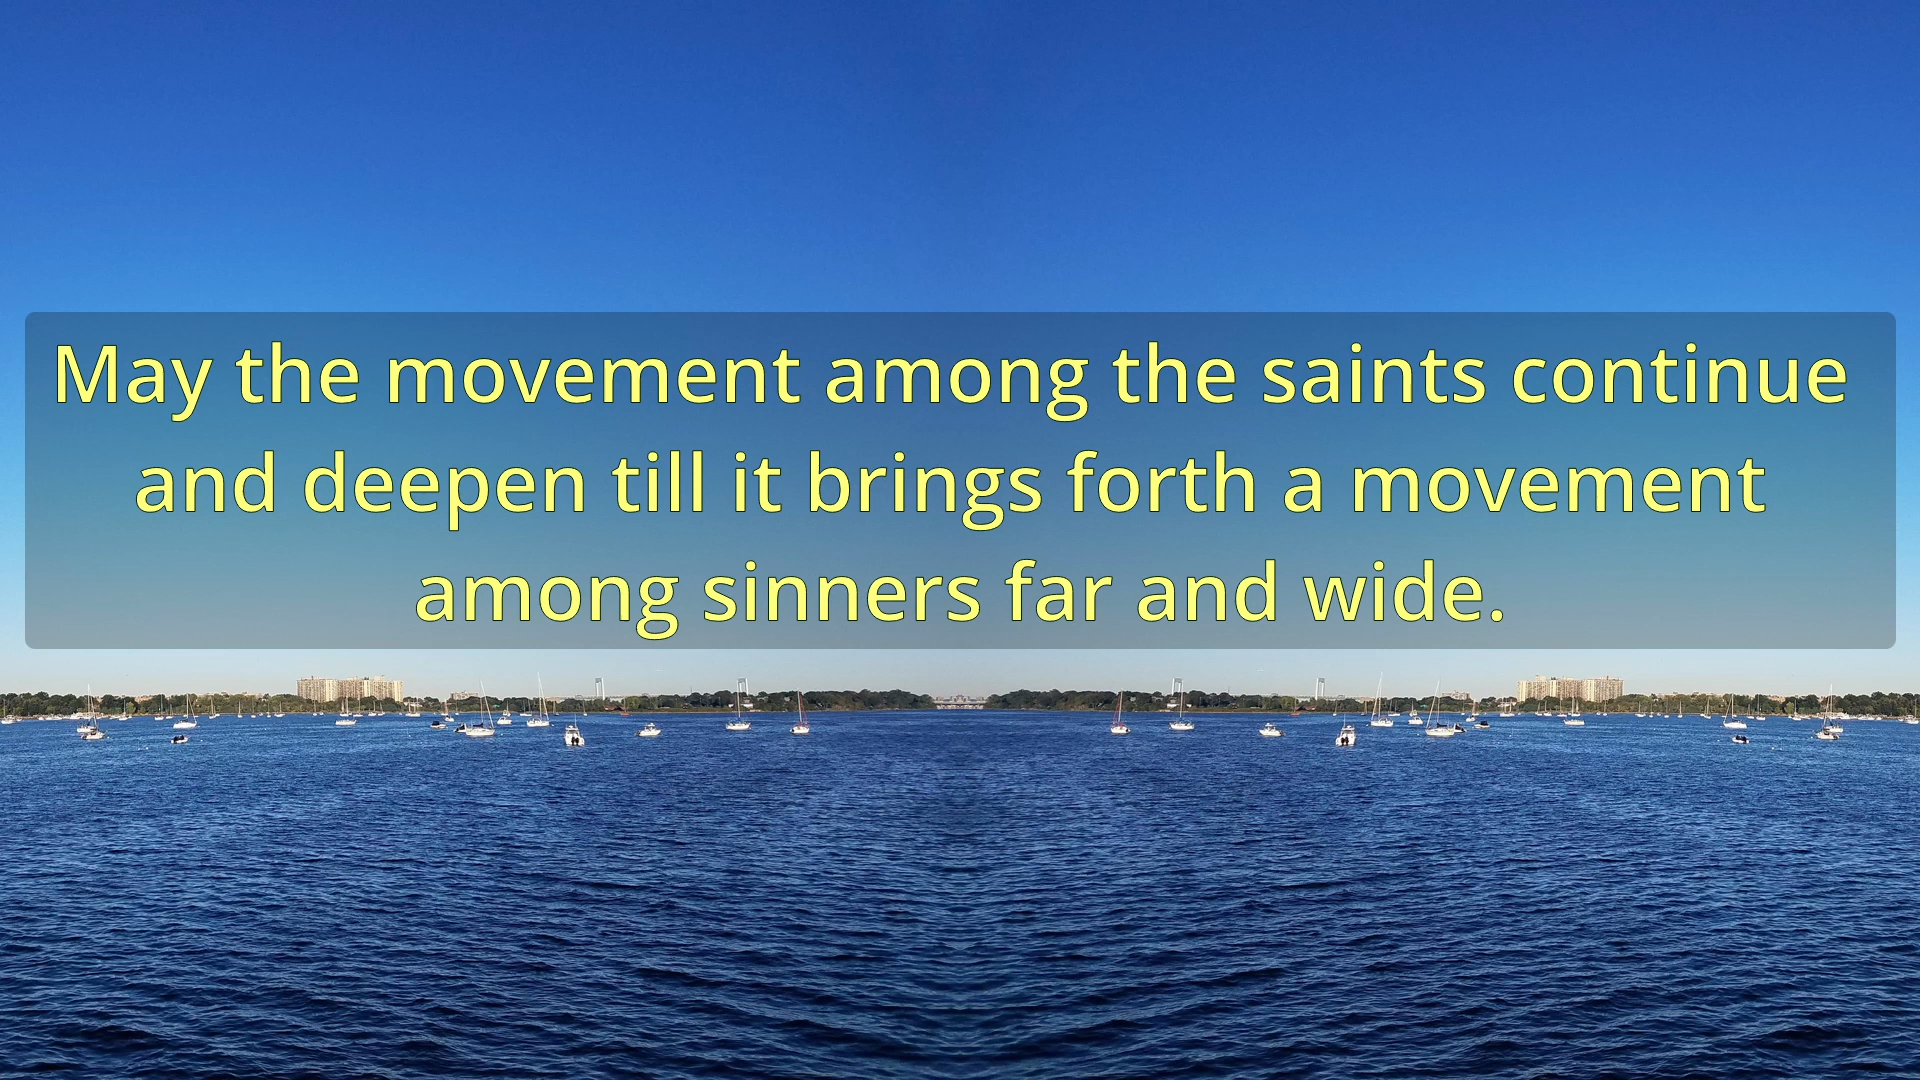 May the movement among the saints continue
and deepen till it brings forth a movement
among sinners far and wide.